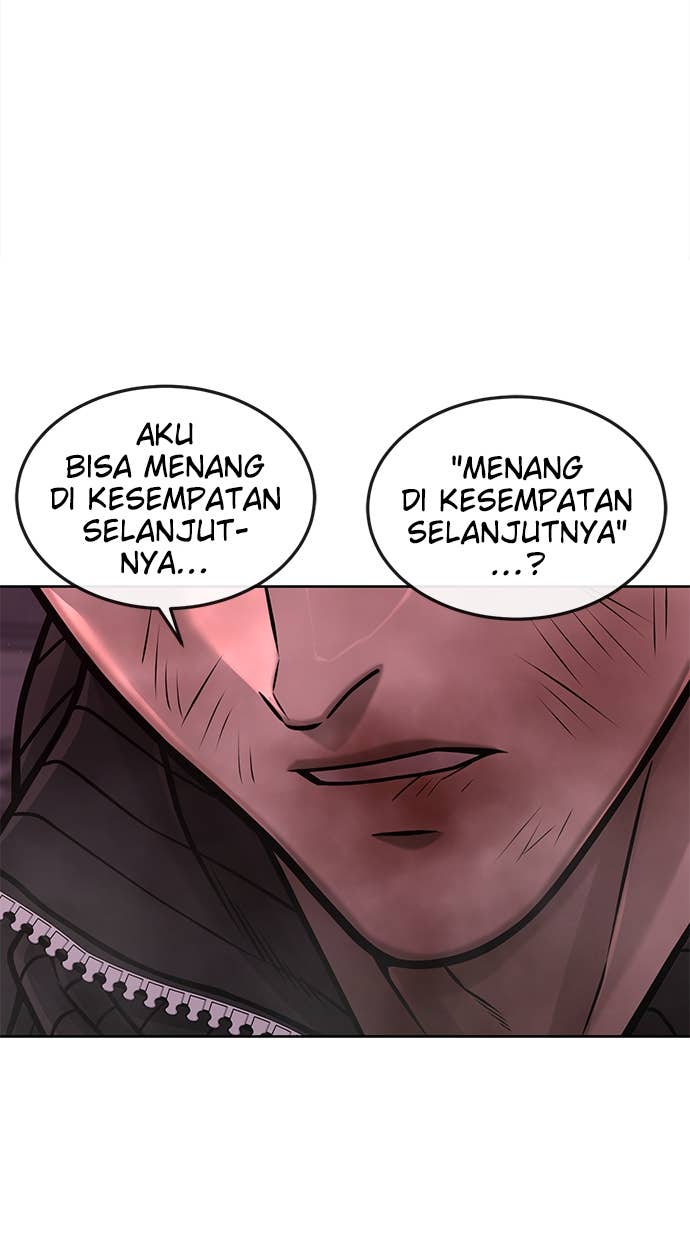 AKU
BISA MENANG
DI KESEMPATAN
SELANJUT-
NYA...
"MENANG
DI KESEMPATAN
SELANJUTNYA"
...?